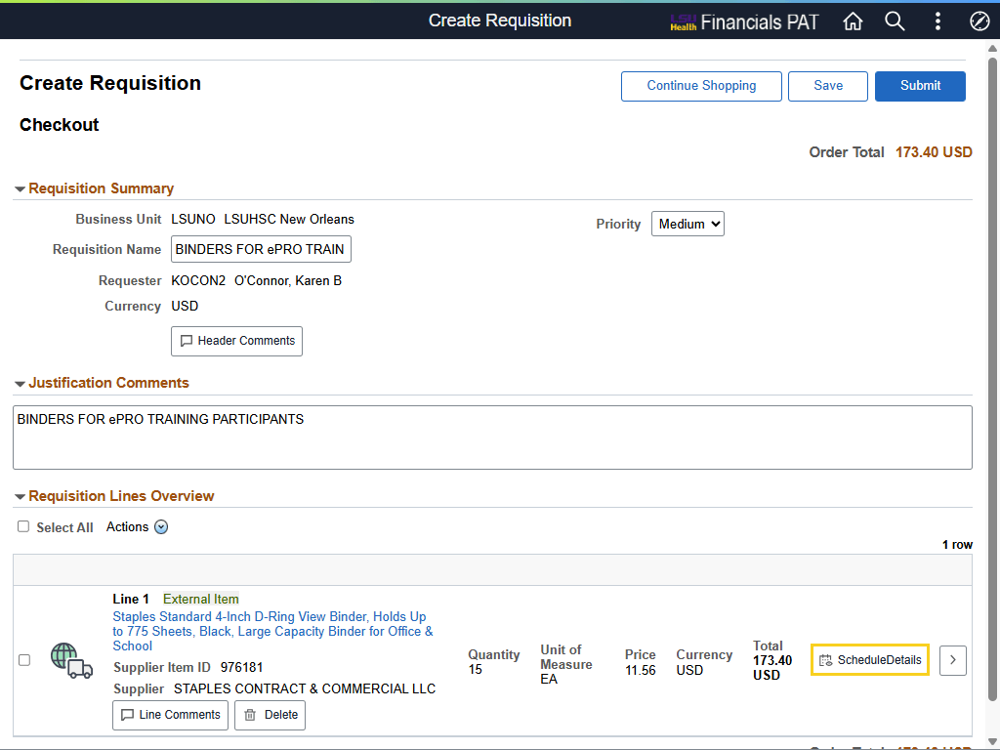 Create Requisition
LSU Health Financials PAT
Create Requisition
Continue Shopping
Save
Submit
Checkout
Order Total 173.40 USD
Requisition Summary
Business Unit LSUNO LSUHSC New Orleans
Priority Medium
Requisition Name BINDERS FOR ePRO TRAIN
Requester KOCON2 O'Connor, Karen B
Currency USD
Header Comments
Justification Comments
BINDERS FOR ePRO TRAINING PARTICIPANTS
Requisition Lines Overview
Select All Actions
1 row
Line 1 External Item
Staples Standard 4-Inch D-Ring View Binder, Holds Up
to 775 Sheets, Black, Large Capacity Binder for Office &
School
Supplier Item ID 976181
Supplier STAPLES CONTRACT & COMMERCIAL LLC
Line Comments
Delete
Quantity
15
Unit of
Measure
EA
Price
11.56
Currency
USD
Total
173.40
USD
ScheduleDetails
Order Total 173.40 USD